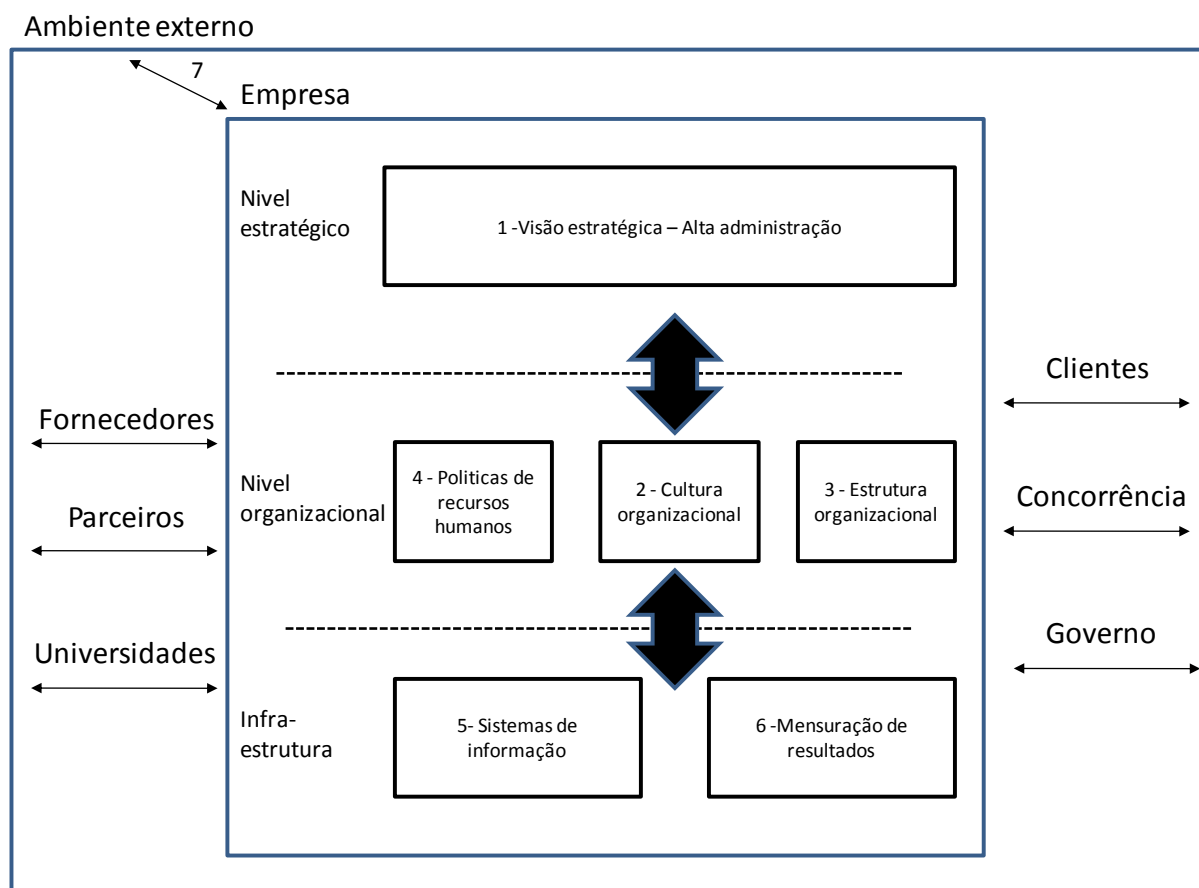 Ambiente externo
7
Empresa
Nivel
estratégico
1 -Visão estratégica – Alta administração
Clientes
Fornecedores
Nivel
organizacional
4 - Politicas de
recursos
humanos
2 - Cultura
organizacional
3 - Estrutura
organizacional
Concorrência
Parceiros
Universidades
Governo
Infra-
estrutura
5- Sistemas de
informação
6 -Mensuração de
resultados